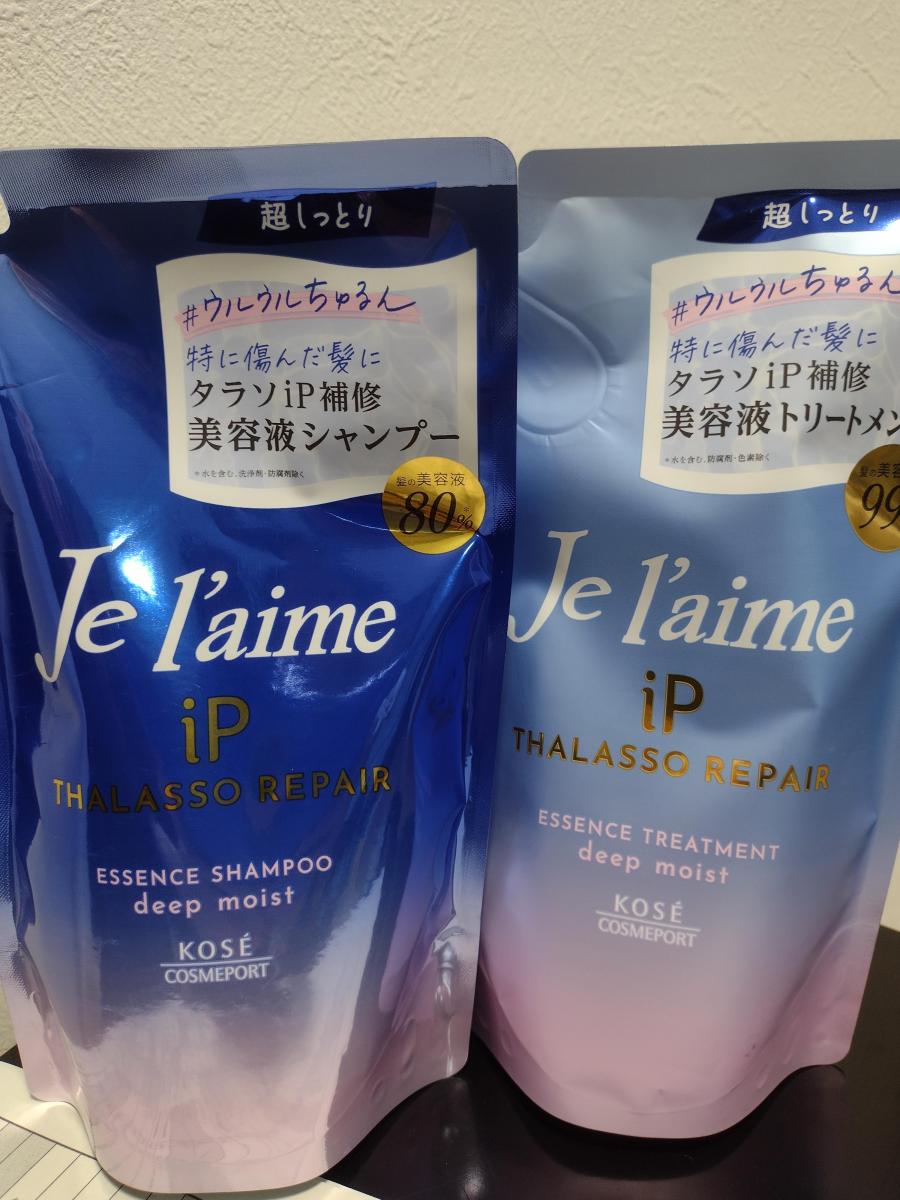 超しっとり
#ウルウルちゅるん
特に傷んだ髪に
タラソiP補修
美容液シャンプー
*水を含む、洗浄剤・防腐剤除く
髪の美容液
80%*
Je l'aime
iP
THALASSO REPAIR
ESSENCE SHAMPOO
deep moist
KOSÉ
COSMEPORT
超しっとり
#ウルウルちゅるん
特に傷んだ髪に
タラソiP補修
美容液トリートメン
*水を含む、防腐剤・色素除く
髪の美容
99
Je l'aime
iP
THALASSO REPAIR
ESSENCE TREATMENT
deep moist
KOSÉ
COSMEPORT